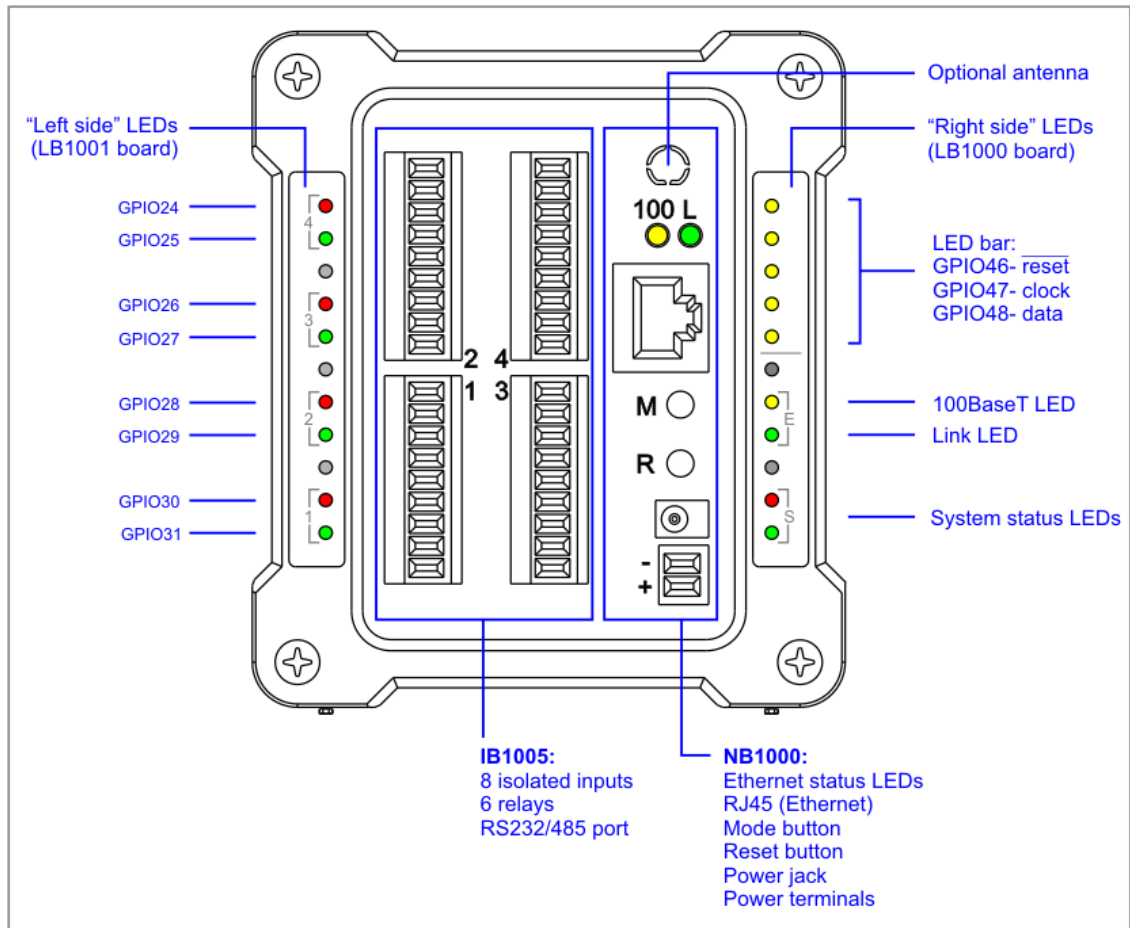 Optional antenna
“Left side” LEDs
(LB1001 board)
“Right side” LEDs
(LB1000 board)
GPIO24
GPIO25
GPIO26
GPIO27
GPIO28
GPIO29
GPIO30
GPIO31
4
3
2
1
2 4
1 3
100 L
M
R
-
+
E
S
LED bar:
GPIO46- reset
GPIO47- clock
GPIO48- data
100BaseT LED
Link LED
System status LEDs
IB1005:
8 isolated inputs
6 relays
RS232/485 port
NB1000:
Ethernet status LEDs
RJ45 (Ethernet)
Mode button
Reset button
Power jack
Power terminals